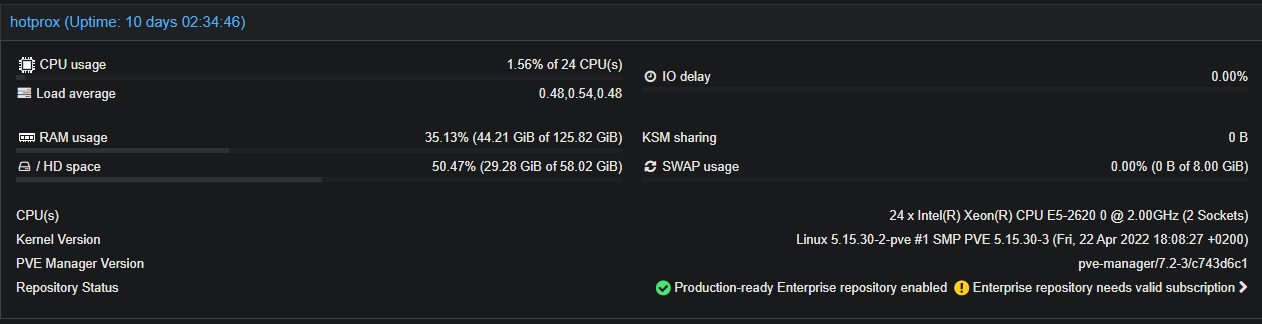 hotprox (Uptime: 10 days 02:34:46)
CPU usage 1.56% of 24 CPU(s)
IO delay 0.00%
Load average 0.48,0.54,0.48
RAM usage 35.13% (44.21 GiB of 125.82 GiB)
KSM sharing 0 B
/ HD space 50.47% (29.28 GiB of 58.02 GiB)
SWAP usage 0.00% (0 B of 8.00 GiB)
CPU(s) 24 x Intel(R) Xeon(R) CPU E5-2620 0 @ 2.00GHz (2 Sockets)
Kernel Version Linux 5.15.30-2-pve #1 SMP PVE 5.15.30-3 (Fri, 22 Apr 2022 18:08:27 +0200)
PVE Manager Version pve-manager/7.2-3/c743d6c1
Repository Status Production-ready Enterprise repository enabled Enterprise repository needs valid subscription